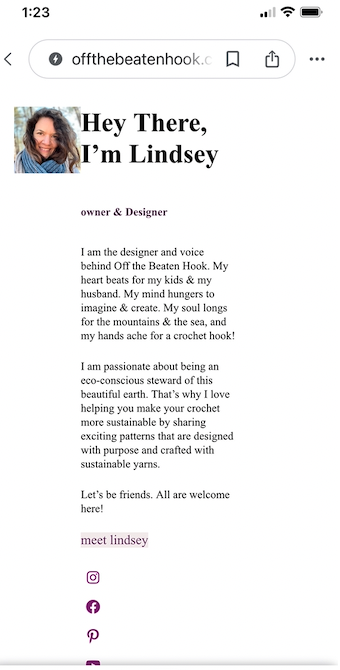 1:23
offthebeatenhook.c
Hey There,
I'm Lindsey
owner & Designer
I am the designer and voice
behind Off the Beaten Hook. My
heart beats for my kids & my
husband. My mind hungers to
imagine & create. My soul longs
for the mountains & the sea, and
my hands ache for a crochet hook!
I am passionate about being an
eco-conscious steward of this
beautiful earth. That's why I love
helping you make your crochet
more sustainable by sharing
exciting patterns that are designed
with purpose and crafted with
sustainable yarns.
Let's be friends. All are welcome
here!
meet lindsey